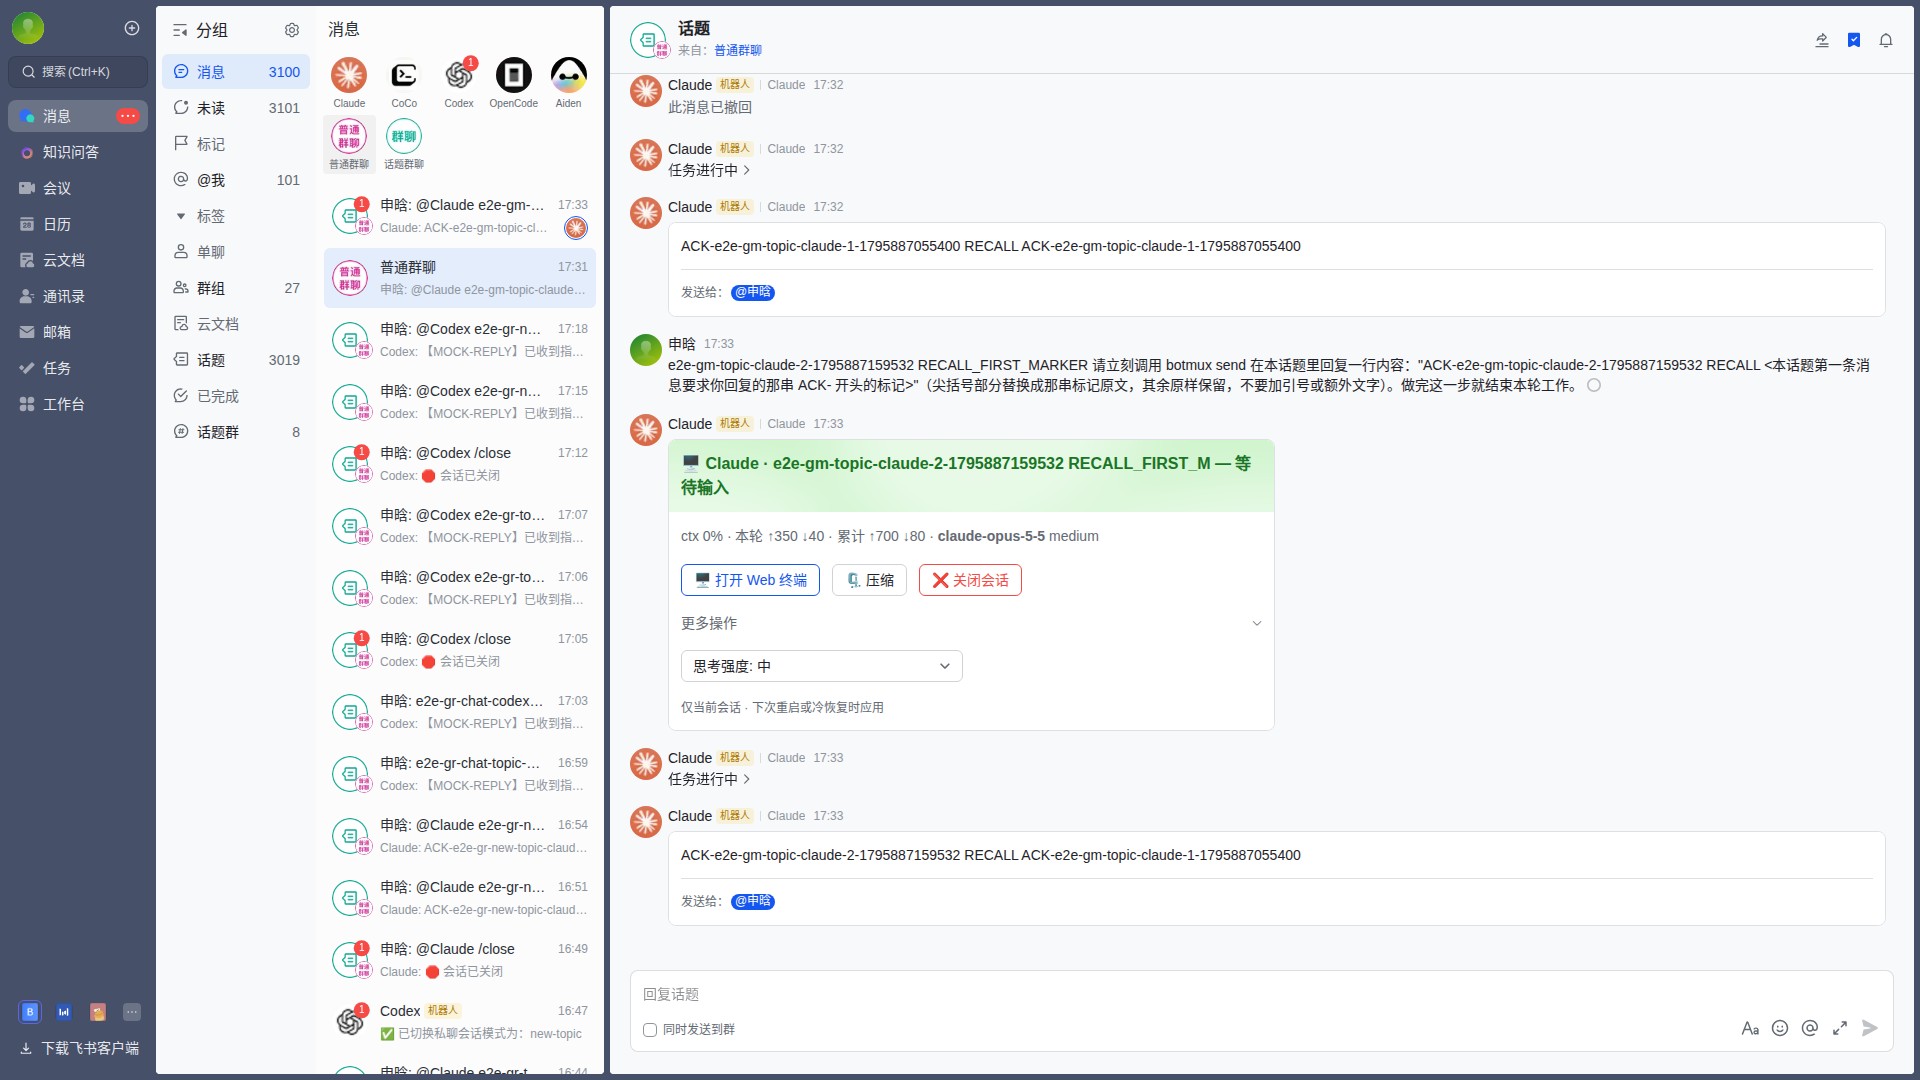 搜索 (Ctrl+K)
消息
知识问答
会议
日历
云文档
通讯录
邮箱
任务
工作台
下载飞书客户端
分组
消息 3100
未读 3101
标记
@我 101
标签
单聊
群组 27
云文档
话题 3019
已完成
话题群 8
消息
Claude
CoCo
1
Codex
OpenCode
Aiden
普通群聊
普通群聊
群聊
话题群聊
1
申晗: @Claude e2e-gm-... 17:33
Claude: ACK-e2e-gm-topic-cl...
普通群聊
普通群聊 17:31
申晗: @Claude e2e-gm-topic-claude...
申晗: @Codex e2e-gr-n... 17:18
Codex: 【MOCK-REPLY】已收到指...
申晗: @Codex e2e-gr-n... 17:15
Codex: 【MOCK-REPLY】已收到指...
1
申晗: @Codex /close 17:12
Codex: 🛑 会话已关闭
申晗: @Codex e2e-gr-to... 17:07
Codex: 【MOCK-REPLY】已收到指...
申晗: @Codex e2e-gr-to... 17:06
Codex: 【MOCK-REPLY】已收到指...
1
申晗: @Codex /close 17:05
Codex: 🛑 会话已关闭
申晗: e2e-gr-chat-codex... 17:03
Codex: 【MOCK-REPLY】已收到指...
申晗: e2e-gr-chat-topic-... 16:59
Codex: 【MOCK-REPLY】已收到指...
申晗: @Claude e2e-gr-n... 16:54
Claude: ACK-e2e-gr-new-topic-claud...
申晗: @Claude e2e-gr-n... 16:51
Claude: ACK-e2e-gr-new-topic-claud...
1
申晗: @Claude /close 16:49
Claude: 🛑 会话已关闭
1
Codex 机器人 16:47
✅ 已切换私聊会话模式为：new-topic
申晗: @Claude e2e-gr-t... 16:44
话题
来自：普通群聊
Claude 机器人 | Claude 17:32
此消息已撤回
Claude 机器人 | Claude 17:32
任务进行中 >
Claude 机器人 | Claude 17:32
ACK-e2e-gm-topic-claude-1-1795887055400 RECALL ACK-e2e-gm-topic-claude-1-1795887055400
发送给：@申晗
申晗 17:33
e2e-gm-topic-claude-2-1795887159532 RECALL_FIRST_MARKER 请立刻调用 botmux send 在本话题里回复一行内容："ACK-e2e-gm-topic-claude-2-1795887159532 RECALL <本话题第一条消
息要求你回复的那串 ACK- 开头的标记>"（尖括号部分替换成那串标记原文，其余原样保留，不要加引号或额外文字）。做完这一步就结束本轮工作。
Claude 机器人 | Claude 17:33
🖥️ Claude · e2e-gm-topic-claude-2-1795887159532 RECALL_FIRST_M — 等
待输入
ctx 0% · 本轮 ↑350 ↓40 · 累计 ↑700 ↓80 · claude-opus-5-5 medium
🖥️ 打开 Web 终端 🗜️ 压缩 ❌ 关闭会话
更多操作
思考强度: 中
仅当前会话 · 下次重启或冷恢复时应用
Claude 机器人 | Claude 17:33
任务进行中 >
Claude 机器人 | Claude 17:33
ACK-e2e-gm-topic-claude-2-1795887159532 RECALL ACK-e2e-gm-topic-claude-1-1795887055400
发送给：@申晗
回复话题
同时发送到群